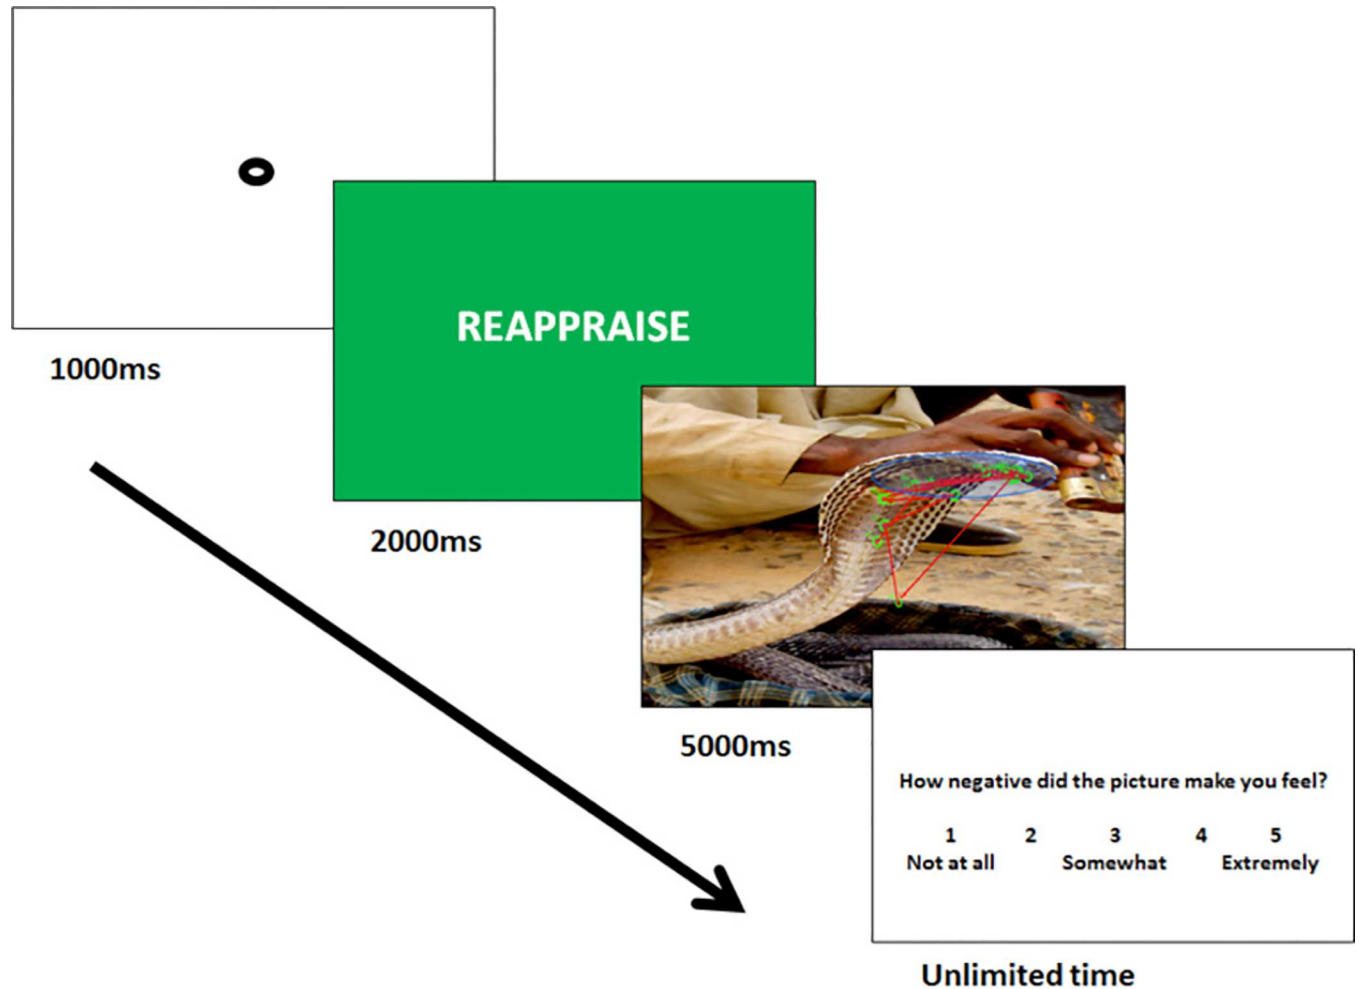 1000ms
REAPPRAISE
2000ms
5000ms
How negative did the picture make you feel?
1 2 3 4 5
Not at all Somewhat Extremely
Unlimited time